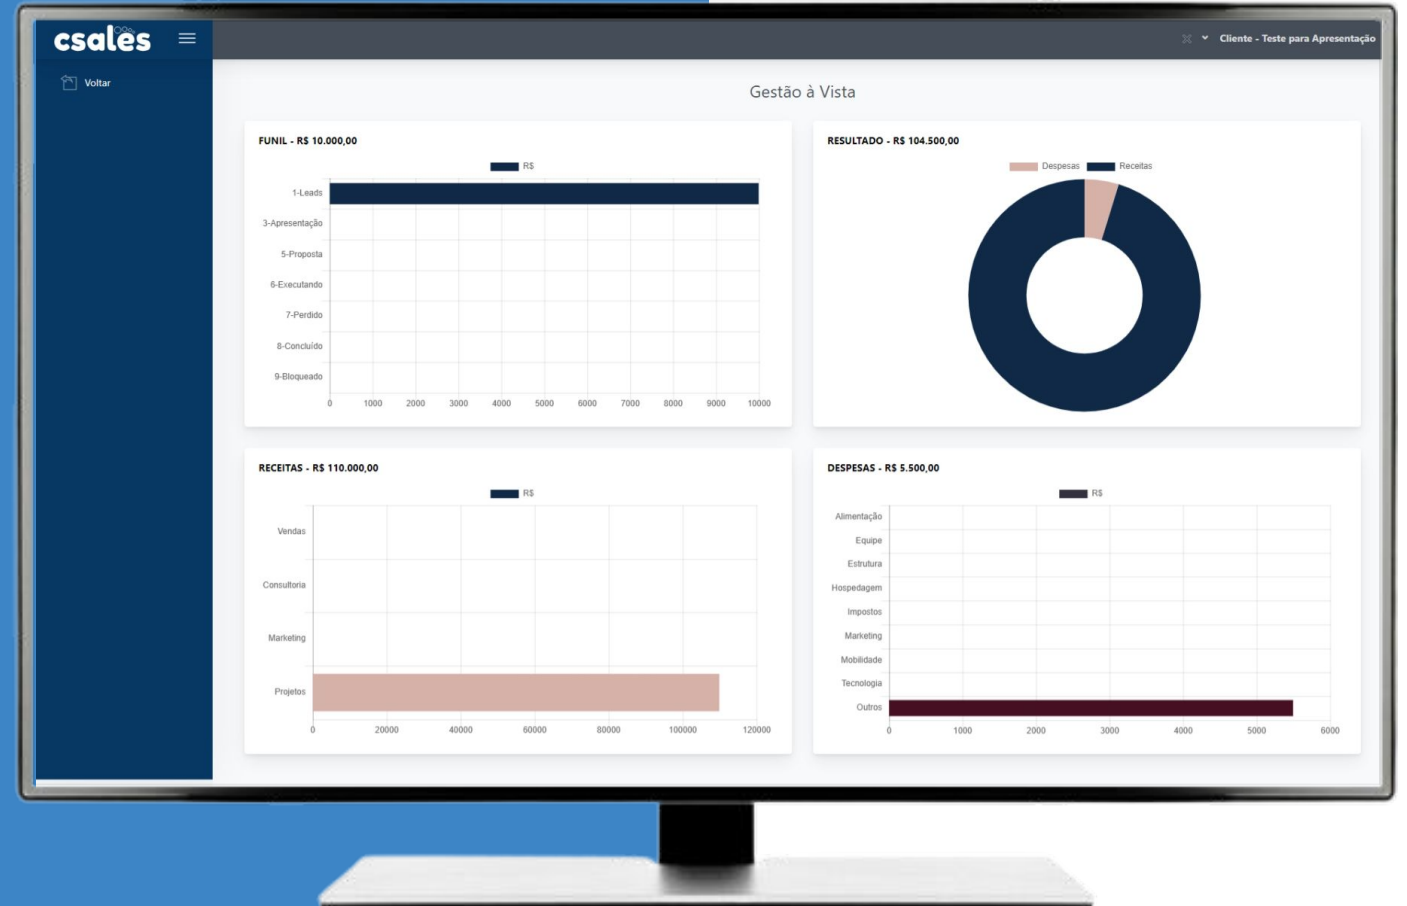 csales
Cliente - Teste para Apresentação
Voltar
Gestão à Vista
FUNIL - R$ 10.000,00
R$
1-Leads
3-Apresentação
5-Proposta
6-Executando
7-Perdido
8-Concluído
9-Bloqueado
0 1000 2000 3000 4000 5000 6000 7000 8000 9000 10000
RESULTADO - R$ 104.500,00
Despesas Receitas
RECEITAS - R$ 110.000,00
R$
Vendas
Consultoria
Marketing
Projetos
0 20000 40000 60000 80000 100000 120000
DESPESAS - R$ 5.500,00
R$
Alimentação
Equipe
Estrutura
Hospedagem
Impostos
Marketing
Mobilidade
Tecnologia
Outros
0 1000 2000 3000 4000 5000 6000